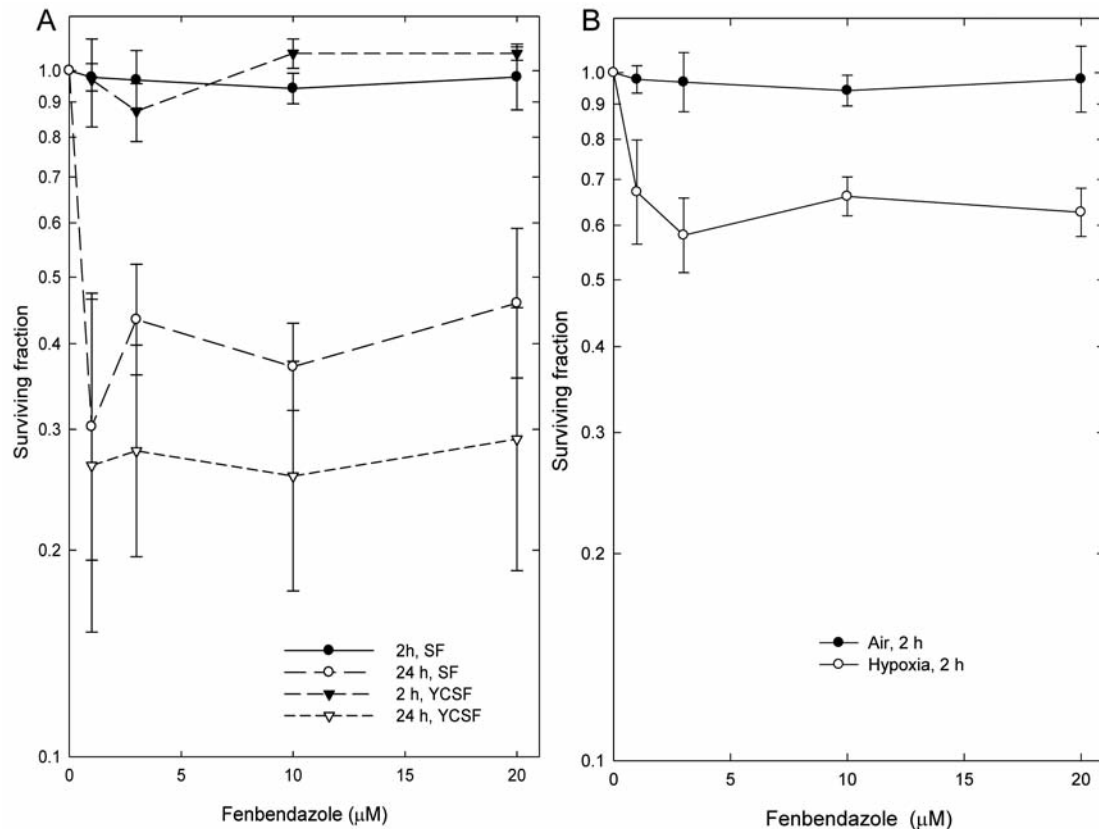 A
1.0
0.9
0.8
0.7
0.6
0.5
0.4
0.3
0.2
0.1
Surviving fraction
0
5
10
15
20
Fenbendazole (μM)
2h, SF
24 h, SF
2 h, YCSF
24 h, YCSF
B
1.0
0.9
0.8
0.7
0.6
0.5
0.4
0.3
0.2
0.1
Surviving fraction
0
5
10
15
20
Fenbendazole (μM)
Air, 2 h
Hypoxia, 2 h